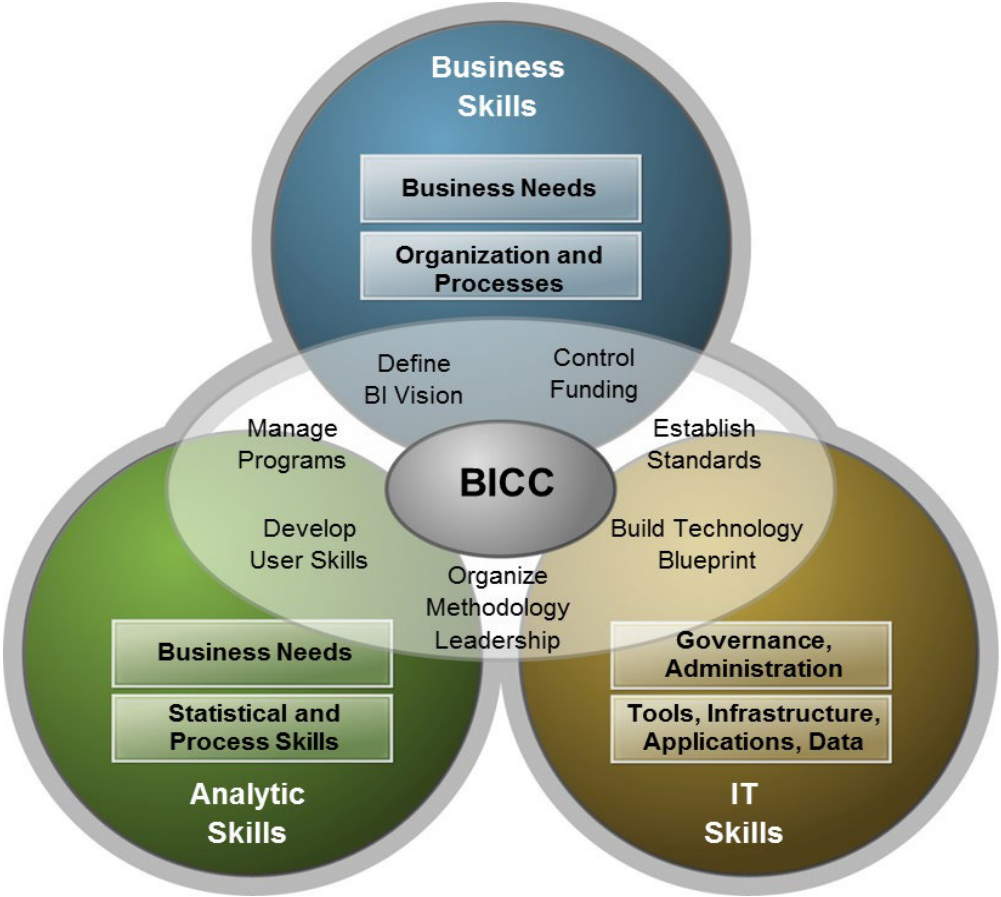 Business
Skills
Business Needs
Organization and
Processes
Define
BI Vision
Control
Funding
Manage
Programs
Establish
Standards
BICC
Develop
User Skills
Build Technology
Blueprint
Organize
Methodology
Leadership
Business Needs
Statistical and
Process Skills
Analytic
Skills
Governance,
Administration
Tools, Infrastructure,
Applications, Data
IT
Skills